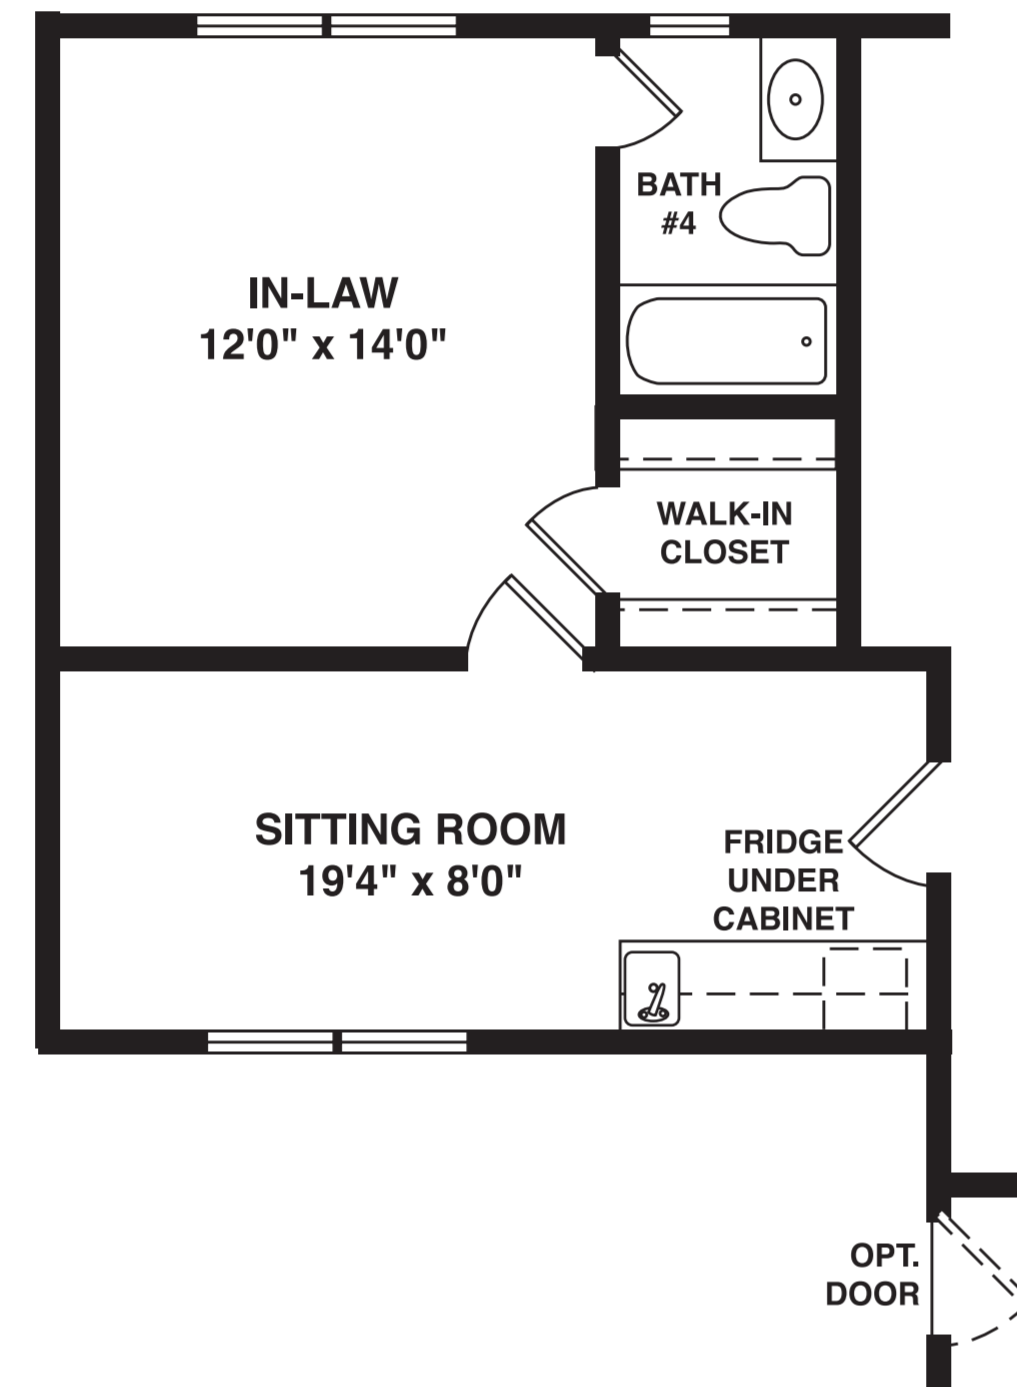 BATH
#4
IN-LAW
12'0" x 14'0"
WALK-IN
CLOSET
SITTING ROOM
19'4" x 8'0"
FRIDGE
UNDER
CABINET
OPT.
DOOR